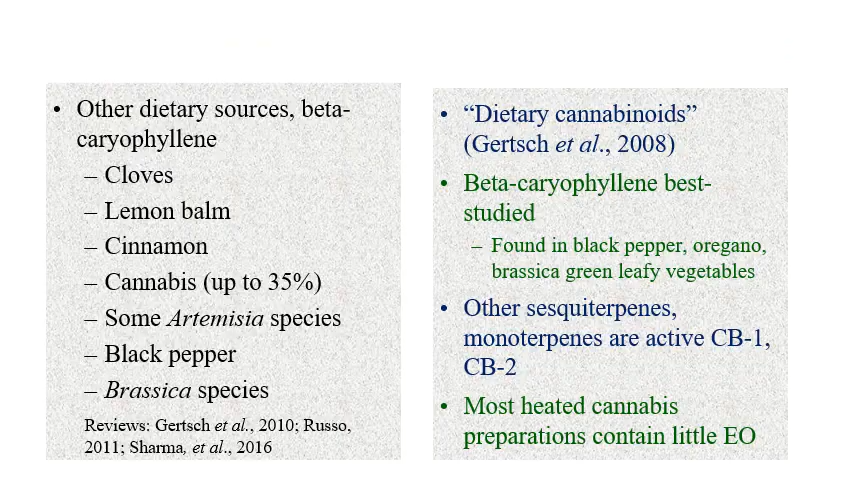 • Other dietary sources, beta-
caryophyllene
– Cloves
– Lemon balm
– Cinnamon
– Cannabis (up to 35%)
– Some Artemisia species
– Black pepper
– Brassica species
Reviews: Gertsch et al., 2010; Russo,
2011; Sharma, et al., 2016
• “Dietary cannabinoids”
(Gertsch et al., 2008)
• Beta-caryophyllene best-
studied
– Found in black pepper, oregano,
brassica green leafy vegetables
• Other sesquiterpenes,
monoterpenes are active CB-1,
CB-2
• Most heated cannabis
preparations contain little EO